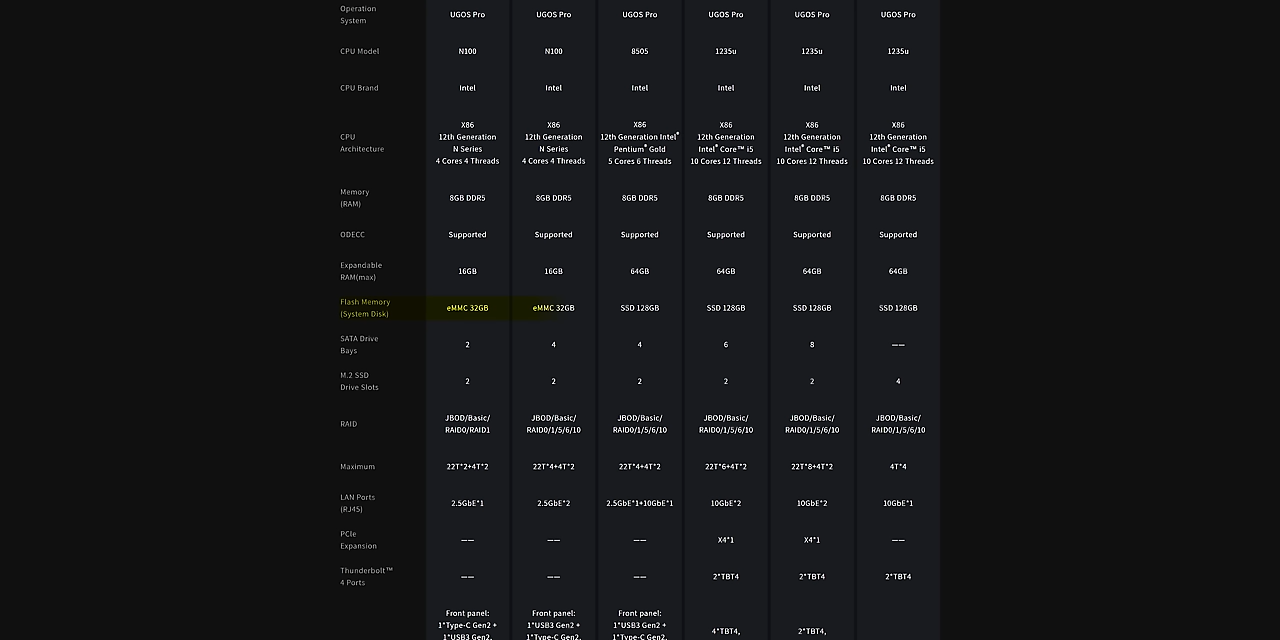 Operation
System
UGOS Pro UGOS Pro UGOS Pro UGOS Pro UGOS Pro UGOS Pro
CPU Model N100 N100 8505 1235u 1235u 1235u
CPU Brand Intel Intel Intel Intel Intel Intel
CPU
Architecture
X86 X86 X86 X86 X86 X86
12th Generation 12th Generation 12th Generation Intel® 12th Generation 12th Generation 12th Generation
N Series N Series Pentium® Gold Intel® Core™ i5 Intel® Core™ i5 Intel® Core™ i5
4 Cores 4 Threads 4 Cores 4 Threads 5 Cores 6 Threads 10 Cores 12 Threads 10 Cores 12 Threads 10 Cores 12 Threads
Memory
(RAM)
8GB DDR5 8GB DDR5 8GB DDR5 8GB DDR5 8GB DDR5 8GB DDR5
ODECC Supported Supported Supported Supported Supported Supported
Expandable
RAM(max)
16GB 16GB 64GB 64GB 64GB 64GB
Flash Memory
(System Disk)
eMMC 32GB eMMC 32GB SSD 128GB SSD 128GB SSD 128GB SSD 128GB
SATA Drive
Bays
2 4 4 6 8 ——
M.2 SSD
Drive Slots
2 2 2 2 2 4
RAID
JBOD/Basic/ JBOD/Basic/ JBOD/Basic/ JBOD/Basic/ JBOD/Basic/ JBOD/Basic/
RAID0/RAID1 RAID0/1/5/6/10 RAID0/1/5/6/10 RAID0/1/5/6/10 RAID0/1/5/6/10 RAID0/1/5/6/10
Maximum 22T*2+4T*2 22T*4+4T*2 22T*4+4T*2 22T*6+4T*2 22T*8+4T*2 4T*4
LAN Ports
(RJ45)
2.5GbE*1 2.5GbE*2 2.5GbE*1+10GbE*1 10GbE*2 10GbE*2 10GbE*1
PCle
Expansion
—— —— —— X4*1 X4*1 ——
Thunderbolt™
4 Ports
—— —— —— 2*TBT4 2*TBT4 2*TBT4
Front panel: Front panel: Front panel:
1*Type-C Gen2 + 1*USB3 Gen2 + 1*USB3 Gen2 + 4*TBT4, 2*TBT4,
1*USB3 Gen2, 1*Type-C Gen2, 1*Type-C Gen2,